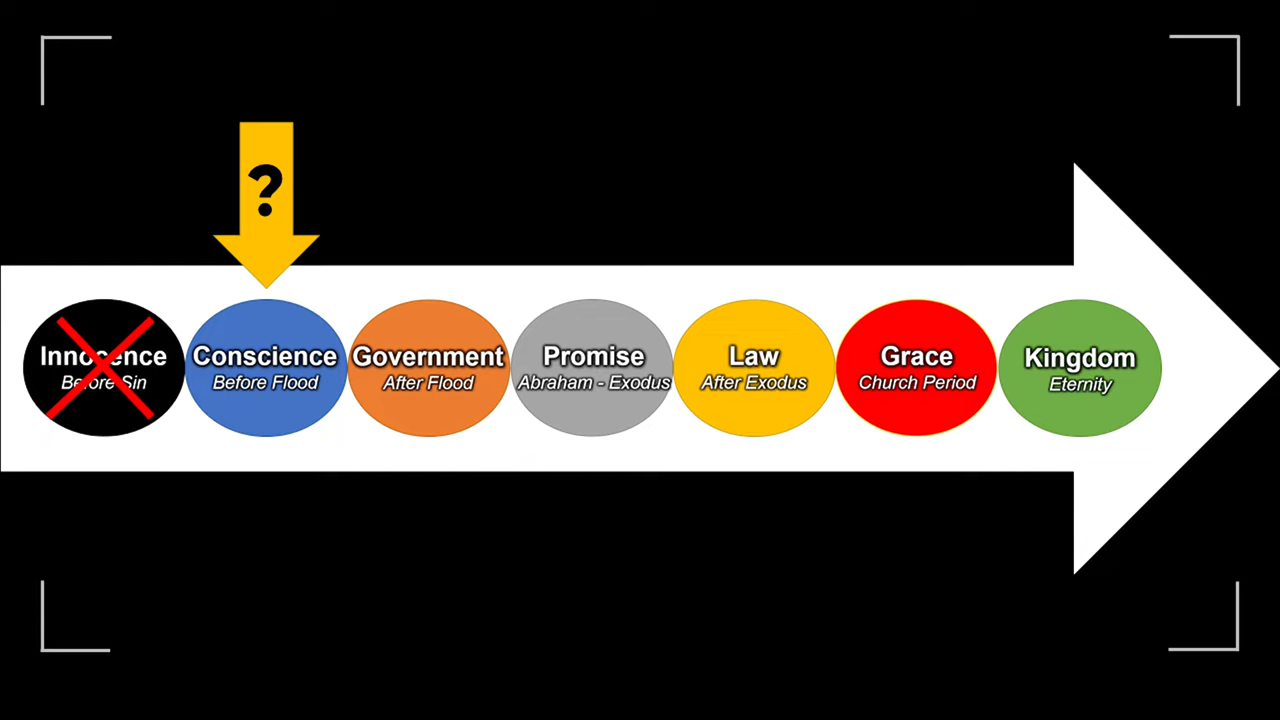 ?
Innocence
Before Sin
Conscience
Before Flood
Government
After Flood
Promise
Abraham - Exodus
Law
After Exodus
Grace
Church Period
Kingdom
Eternity